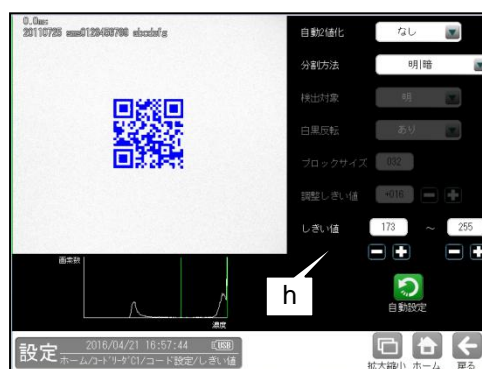 0.0ms
20110725 ███0123456789 abcdefg
自動2値化 なし
分割方法 明|暗
検出対象 明
白黒反転 あり
ブロックサイズ 032
調整しきい値 +016
しきい値 173 ～ 255
画素数
濃度
h
自動設定
設定 2016/04/21 16:57:44 USB
ホーム/コードリーダC1/コード設定/しきい値
拡大縮小 ホーム 戻る